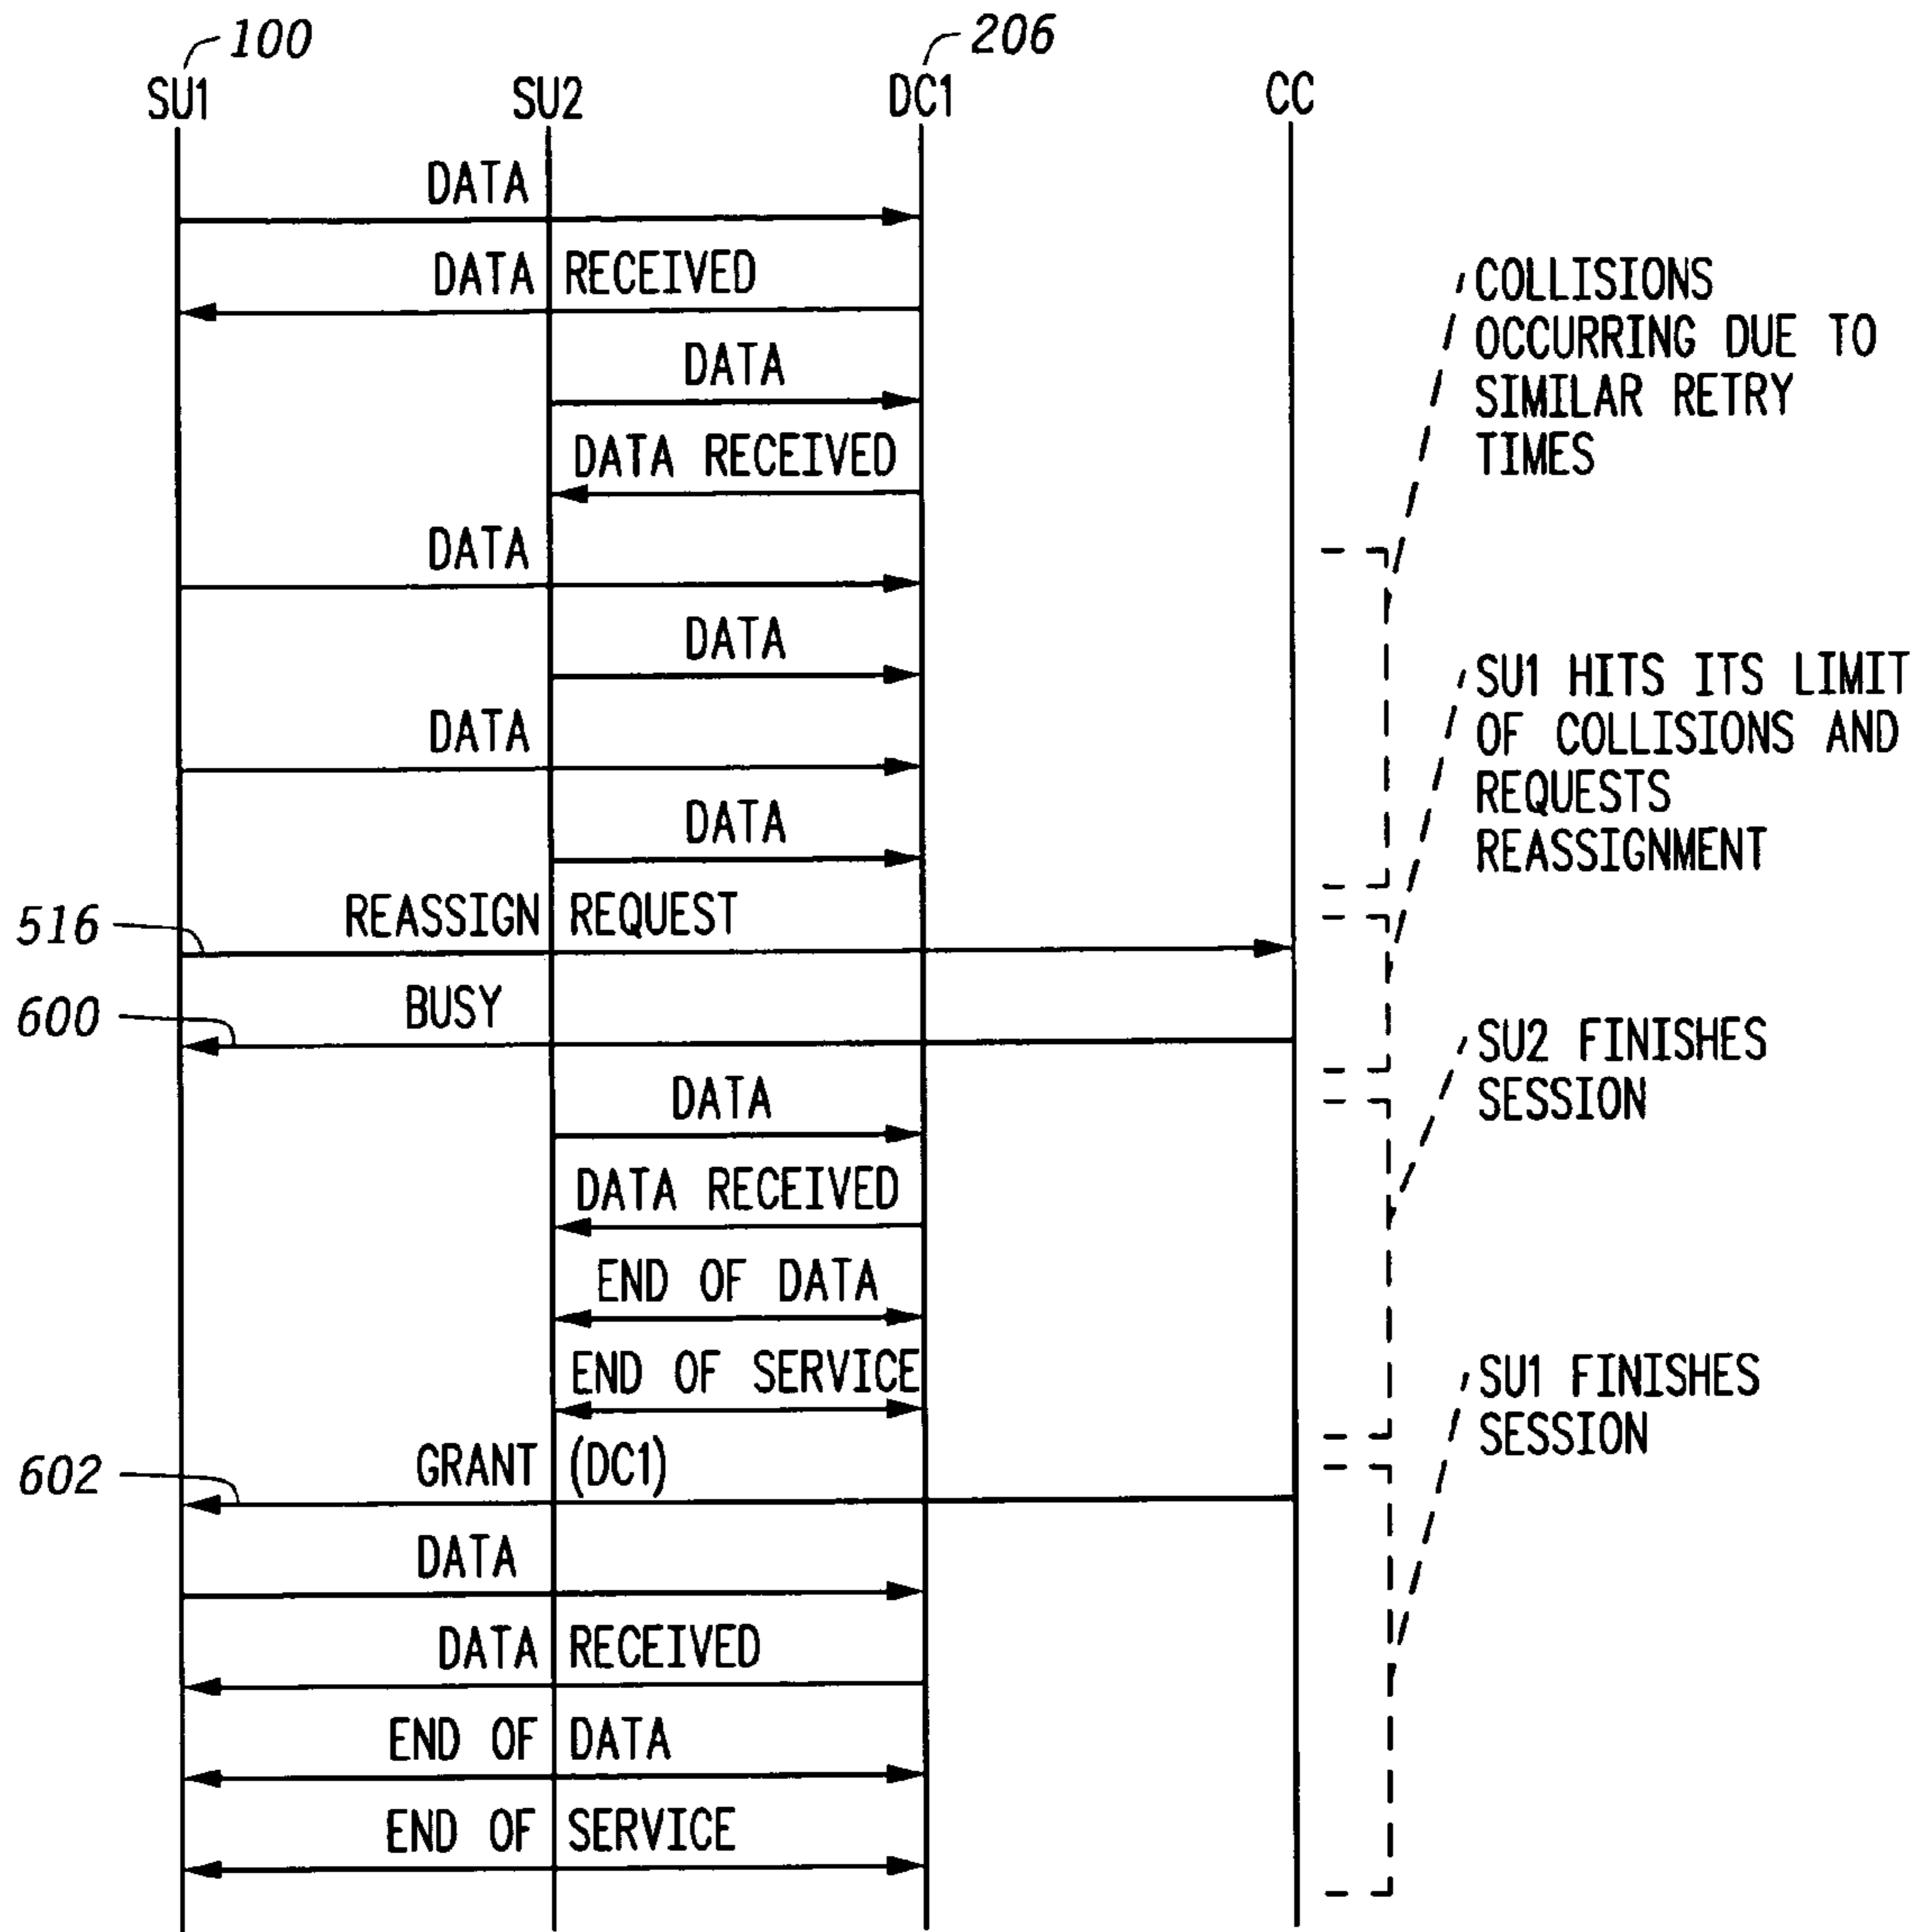 100
206
SU1
SU2
DC1
CC
DATA
DATA RECEIVED
DATA
DATA RECEIVED
COLLISIONS
OCCURRING DUE TO
SIMILAR RETRY
TIMES
DATA
DATA
DATA
DATA
SU1 HITS ITS LIMIT
OF COLLISIONS AND
REQUESTS
REASSIGNMENT
516
REASSIGN REQUEST
600
BUSY
SU2 FINISHES
SESSION
DATA
DATA RECEIVED
END OF DATA
END OF SERVICE
SU1 FINISHES
SESSION
602
GRANT (DC1)
DATA
DATA RECEIVED
END OF DATA
END OF SERVICE